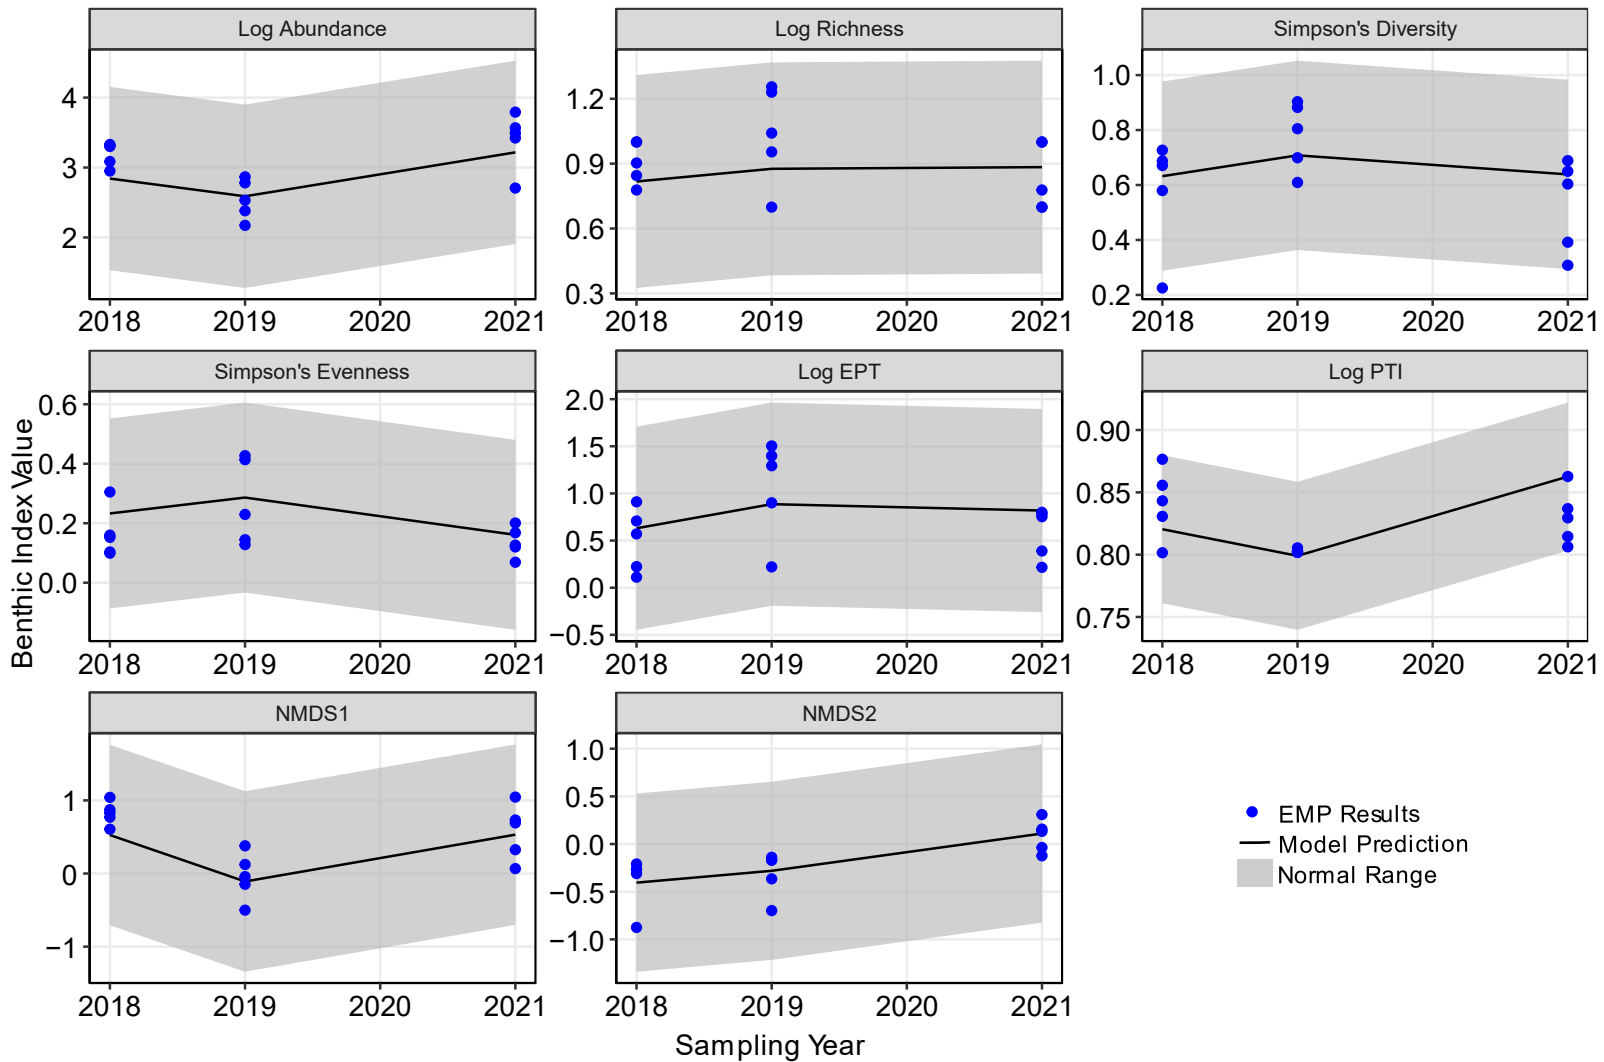 Log Abundance
Log Richness
Simpson's Diversity
4
3
2
1.2
0.9
0.6
0.3
1.0
0.8
0.6
0.4
0.2
2018 2019 2020 2021
2018 2019 2020 2021
2018 2019 2020 2021
Simpson's Evenness
Log EPT
Log PTI
Benthic Index Value
0.6
0.4
0.2
0.0
2.0
1.5
1.0
0.5
0.0
−0.5
0.90
0.85
0.80
0.75
2018 2019 2020 2021
2018 2019 2020 2021
2018 2019 2020 2021
NMDS1
NMDS2
1
0
−1
1.0
0.5
0.0
−0.5
−1.0
2018 2019 2020 2021
2018 2019 2020 2021
EMP Results
Model Prediction
Normal Range
Sampling Year